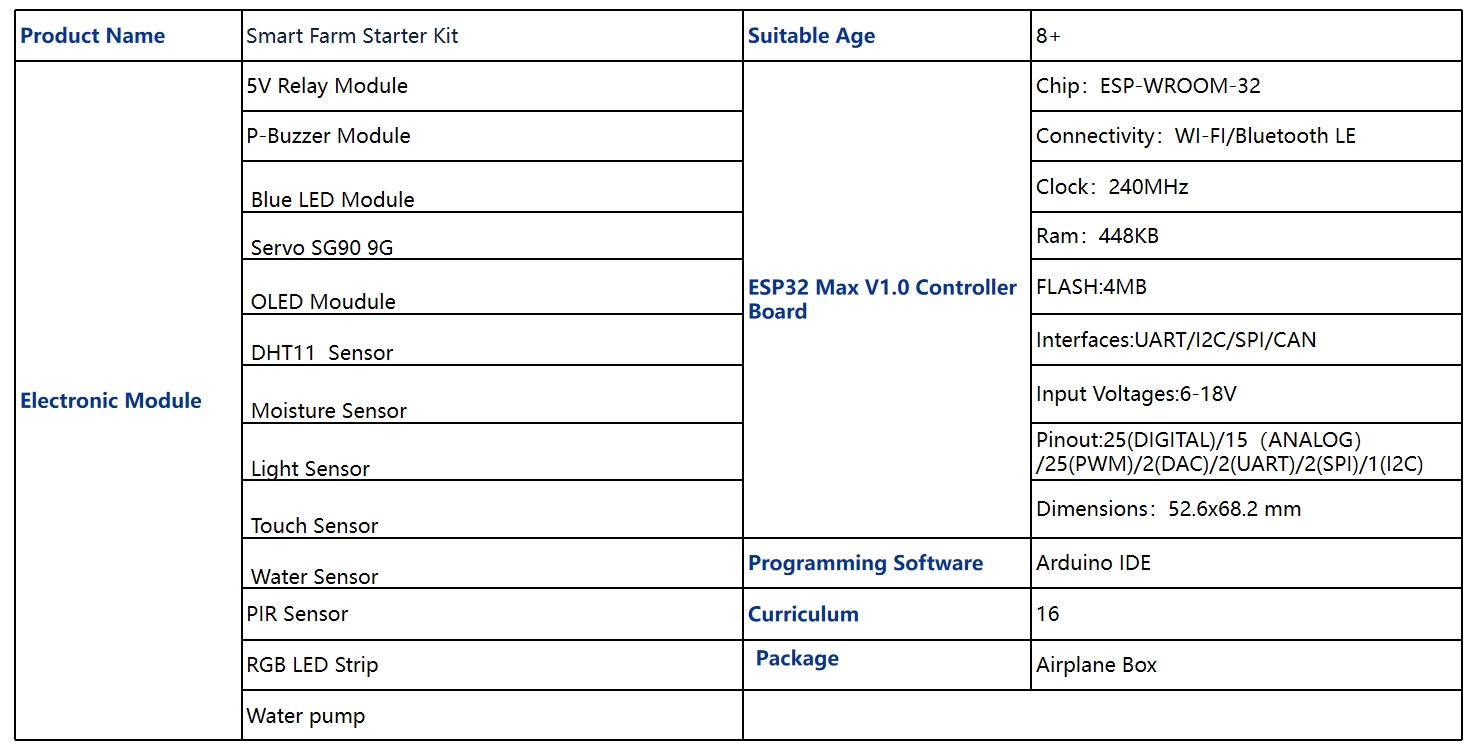 Product Name
Smart Farm Starter Kit
Suitable Age
8+
Electronic Module
5V Relay Module
P-Buzzer Module
Blue LED Module
Servo SG90 9G
OLED Moudule
DHT11  Sensor
Moisture Sensor
Light Sensor
Touch Sensor
Water Sensor
PIR Sensor
RGB LED Strip
Water pump
ESP32 Max V1.0 Controller
Board
Chip：ESP-WROOM-32
Connectivity：WI-FI/Bluetooth LE
Clock：240MHz
Ram：448KB
FLASH:4MB
Interfaces:UART/I2C/SPI/CAN
Input Voltages:6-18V
Pinout:25(DIGITAL)/15（ANALOG）
/25(PWM)/2(DAC)/2(UART)/2(SPI)/1(I2C)
Dimensions：52.6x68.2 mm
Programming Software
Arduino IDE
Curriculum
16
Package
Airplane Box